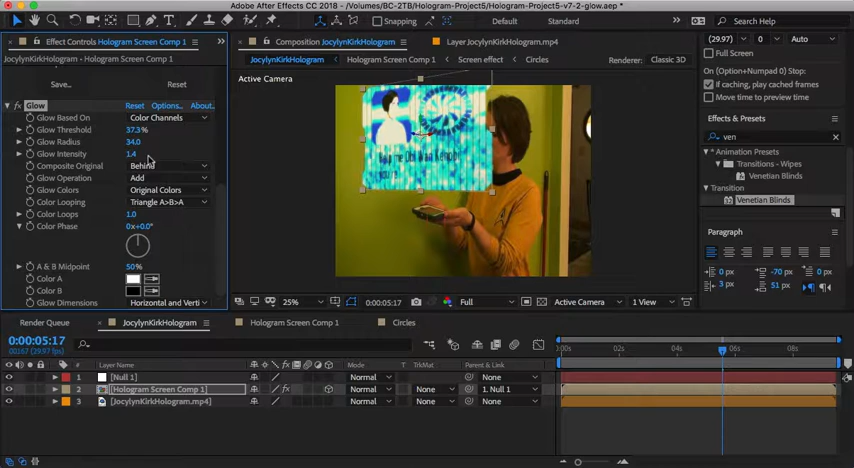 Adobe After Effects CC 2018 - /Volumes/BC-2TB/Hologram-Project5/Hologram-Project5-v7-2-glow.aep *
Snapping
Default
Standard
Search Help
Effect Controls Hologram Screen Comp 1
JocylynKirkHologram • Hologram Screen Comp 1
Save...
Reset
fx Glow
Reset Options... About...
Glow Based On Color Channels
Glow Threshold 37.3%
Glow Radius 34.0
Glow Intensity 1.4
Composite Original Behind
Glow Operation Add
Glow Colors Original Colors
Color Looping Triangle A>B>A
Color Loops 1.0
Color Phase 0x+0.0°
A & B Midpoint 50%
Color A
Color B
Glow Dimensions Horizontal and Verti
Composition JocylynKirkHologram
Layer JocylynKirkHologram.mp4
JocylynKirkHologram
Hologram Screen Comp 1
Screen effect
Circles
Renderer: Classic 3D
Active Camera
25%
0:00:05:17
Full
Active Camera
1 View
(29.97)
0
Auto
Full Screen
On (Option+Numpad 0) Stop:
If caching, play cached frames
Move time to preview time
Effects & Presets
ven
* Animation Presets
Transitions - Wipes
Venetian Blinds
Transition
Venetian Blinds
Paragraph
0 px -70 px 0 px
3 px 51 px
Render Queue
JocylynKirkHologram
Hologram Screen Comp 1
Circles
0:00:05:17
00167 (29.97 fps)
# Layer Name
Mode
T TrkMat
Parent & Link
:00s 02s 04s 06s 08s
1 [Null 1] Normal None
2 [Hologram Screen Comp 1] fx Normal None 1. Null 1
3 [JocylynKirkHologram.mp4] Normal None None